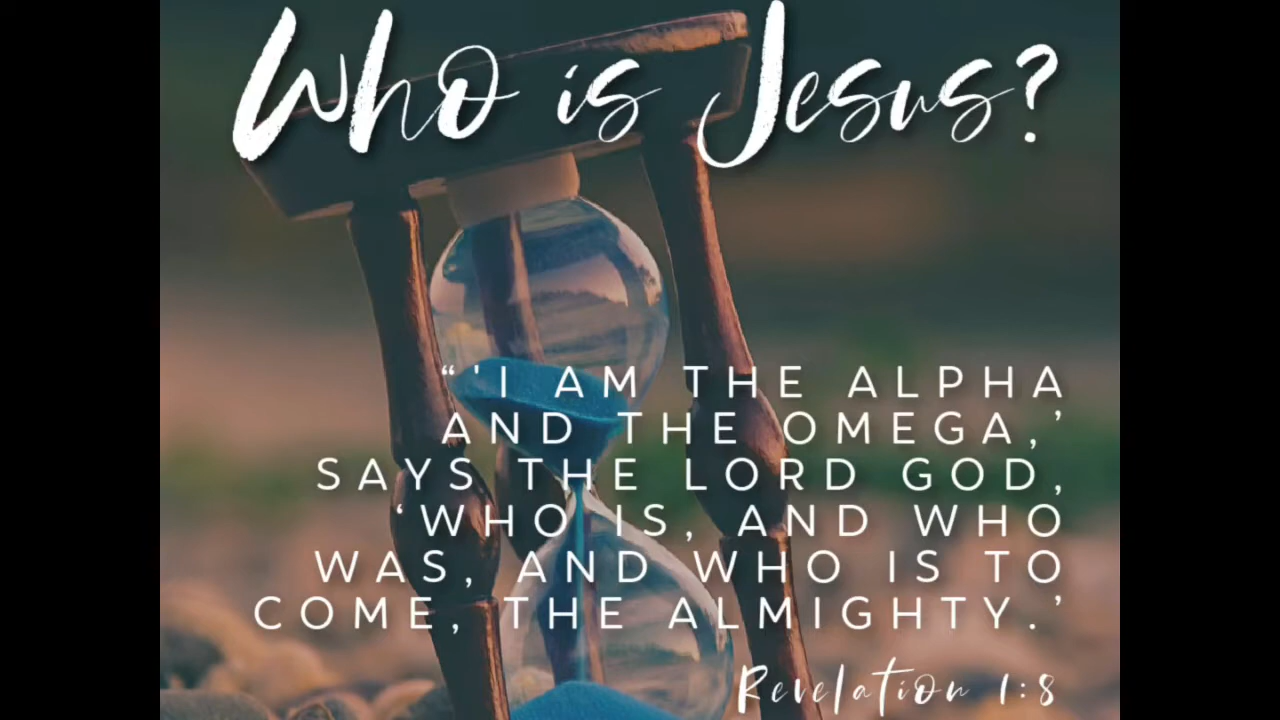 Who is Jesus?
“'I AM THE ALPHA
AND THE OMEGA,’
SAYS THE LORD GOD,
‘WHO IS, AND WHO
WAS, AND WHO IS TO
COME, THE ALMIGHTY.’
Revelation 1:8